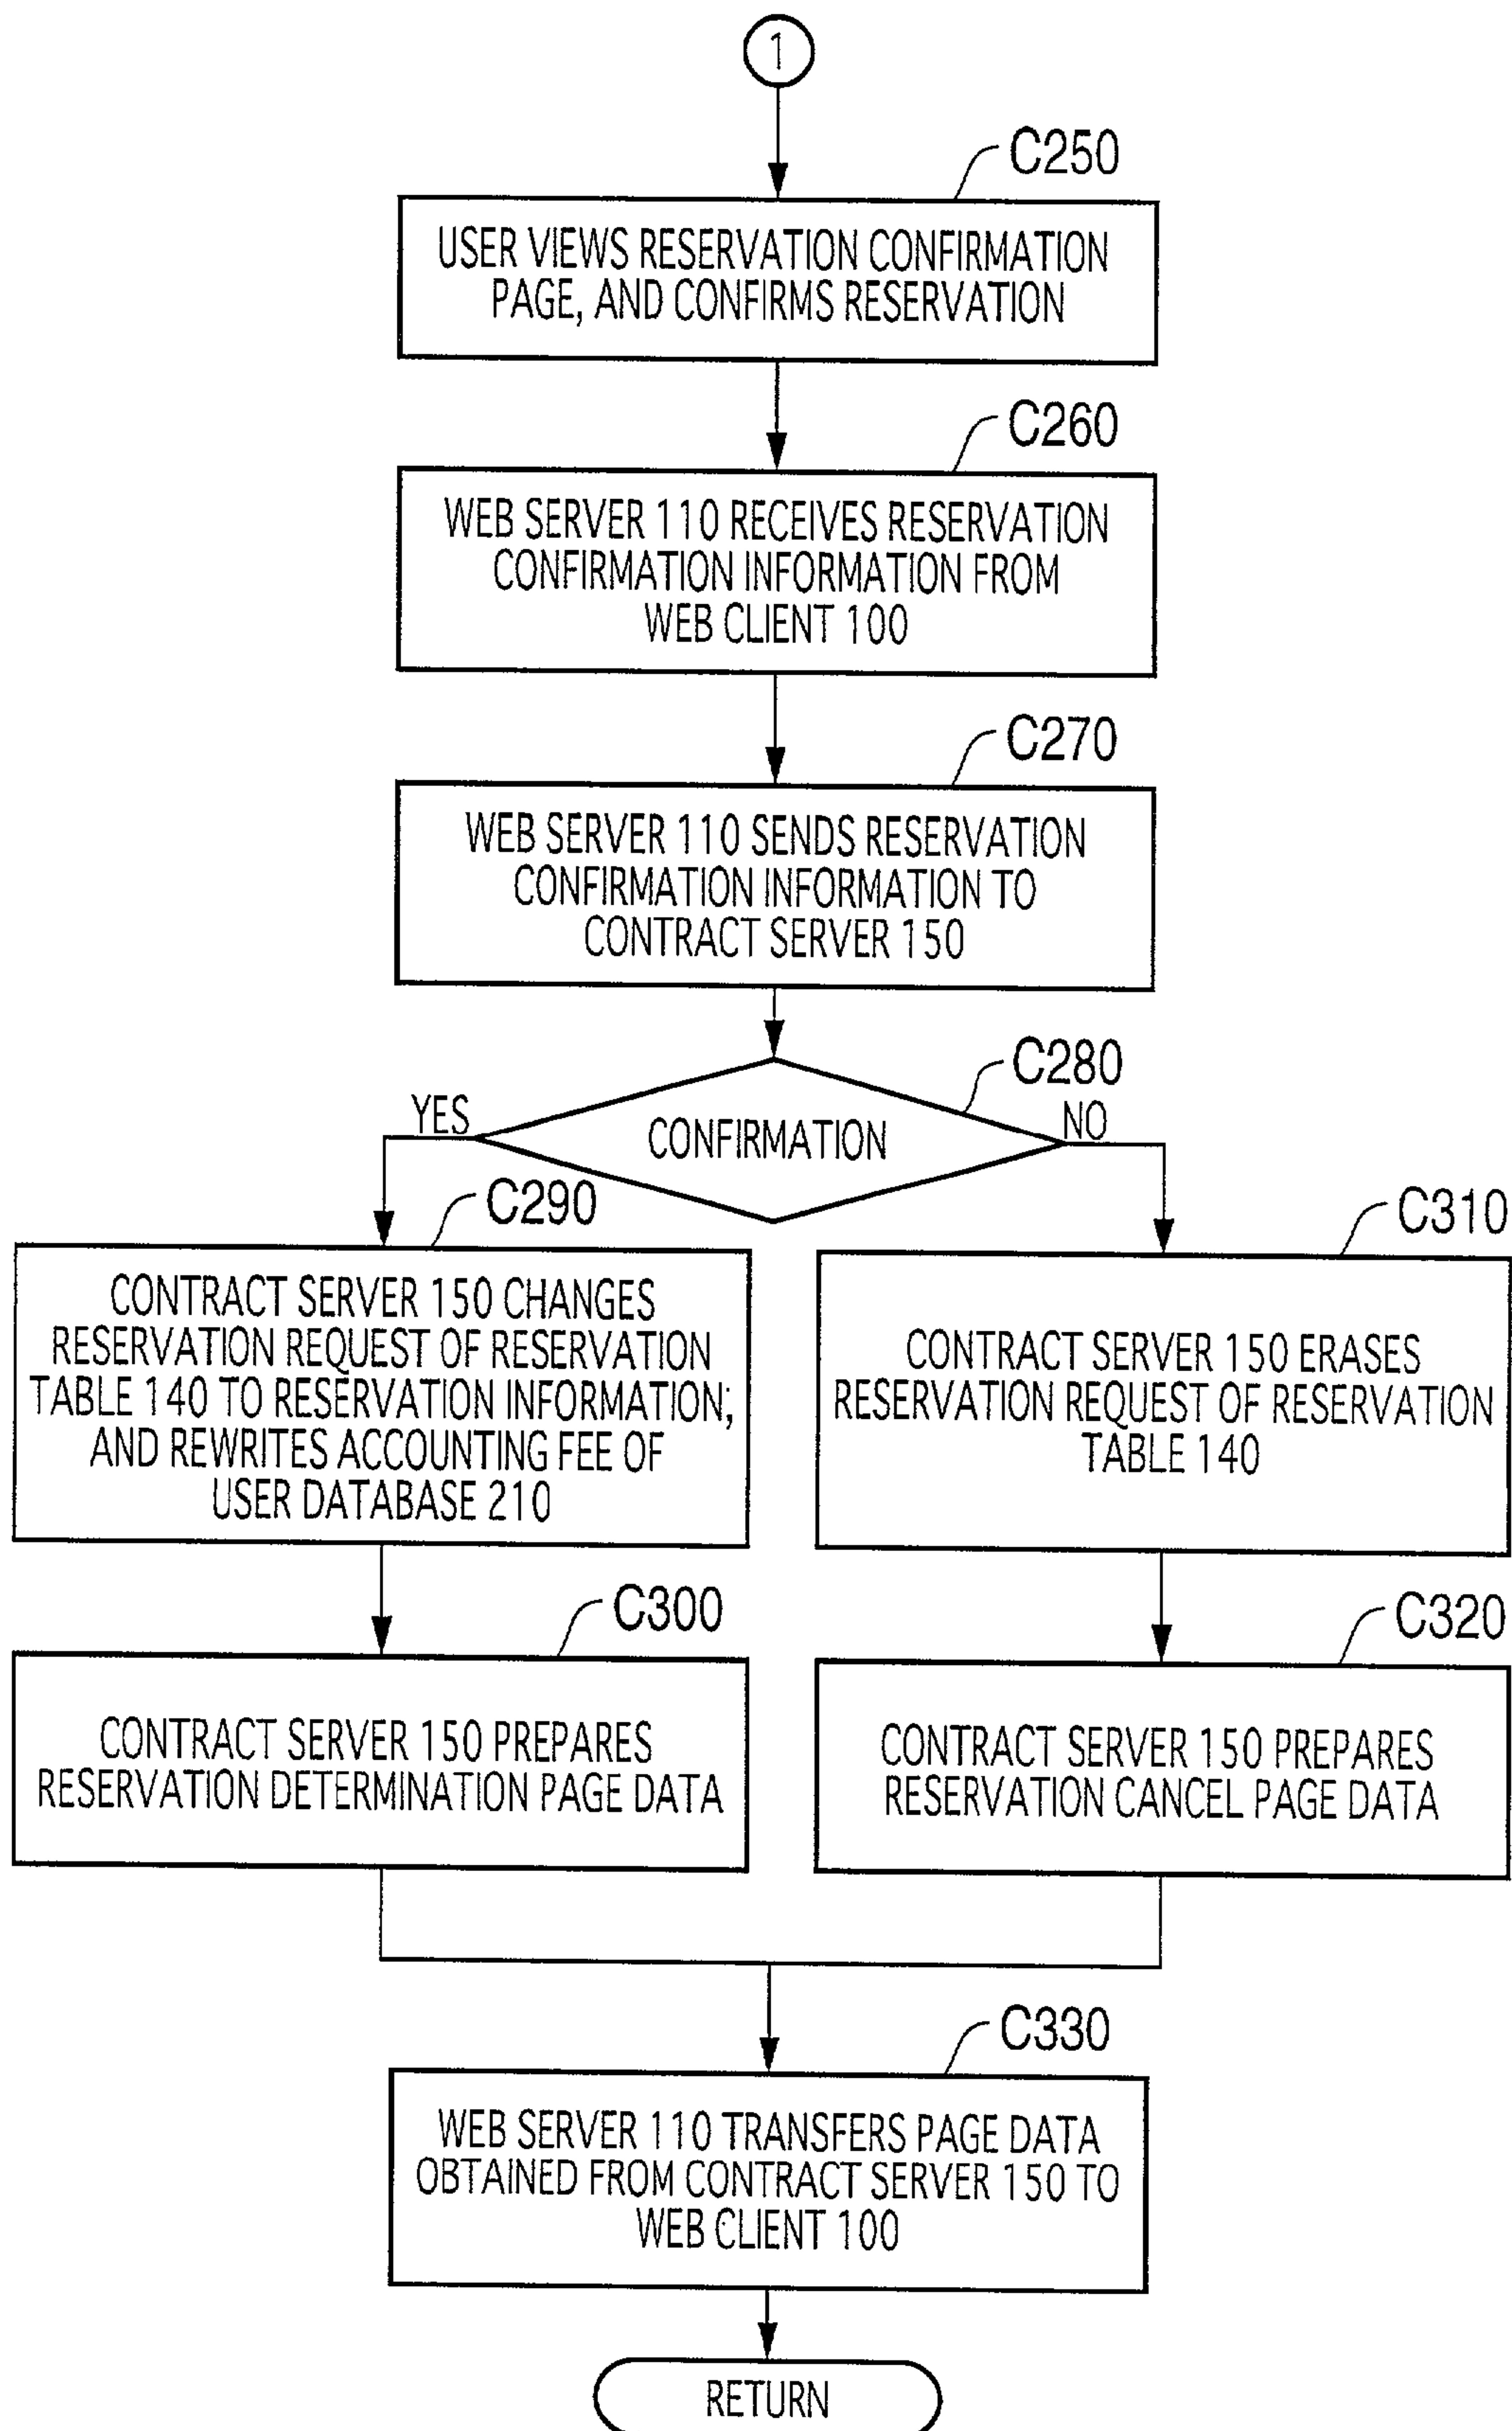 1
C250
USER VIEWS RESERVATION CONFIRMATION
PAGE, AND CONFIRMS RESERVATION
C260
WEB SERVER 110 RECEIVES RESERVATION
CONFIRMATION INFORMATION FROM
WEB CLIENT 100
C270
WEB SERVER 110 SENDS RESERVATION
CONFIRMATION INFORMATION TO
CONTRACT SERVER 150
C280
YES
CONFIRMATION
NO
C290
CONTRACT SERVER 150 CHANGES
RESERVATION REQUEST OF RESERVATION
TABLE 140 TO RESERVATION INFORMATION;
AND REWRITES ACCOUNTING FEE OF
USER DATABASE 210
C310
CONTRACT SERVER 150 ERASES
RESERVATION REQUEST OF RESERVATION
TABLE 140
C300
CONTRACT SERVER 150 PREPARES
RESERVATION DETERMINATION PAGE DATA
C320
CONTRACT SERVER 150 PREPARES
RESERVATION CANCEL PAGE DATA
C330
WEB SERVER 110 TRANSFERS PAGE DATA
OBTAINED FROM CONTRACT SERVER 150 TO
WEB CLIENT 100
RETURN